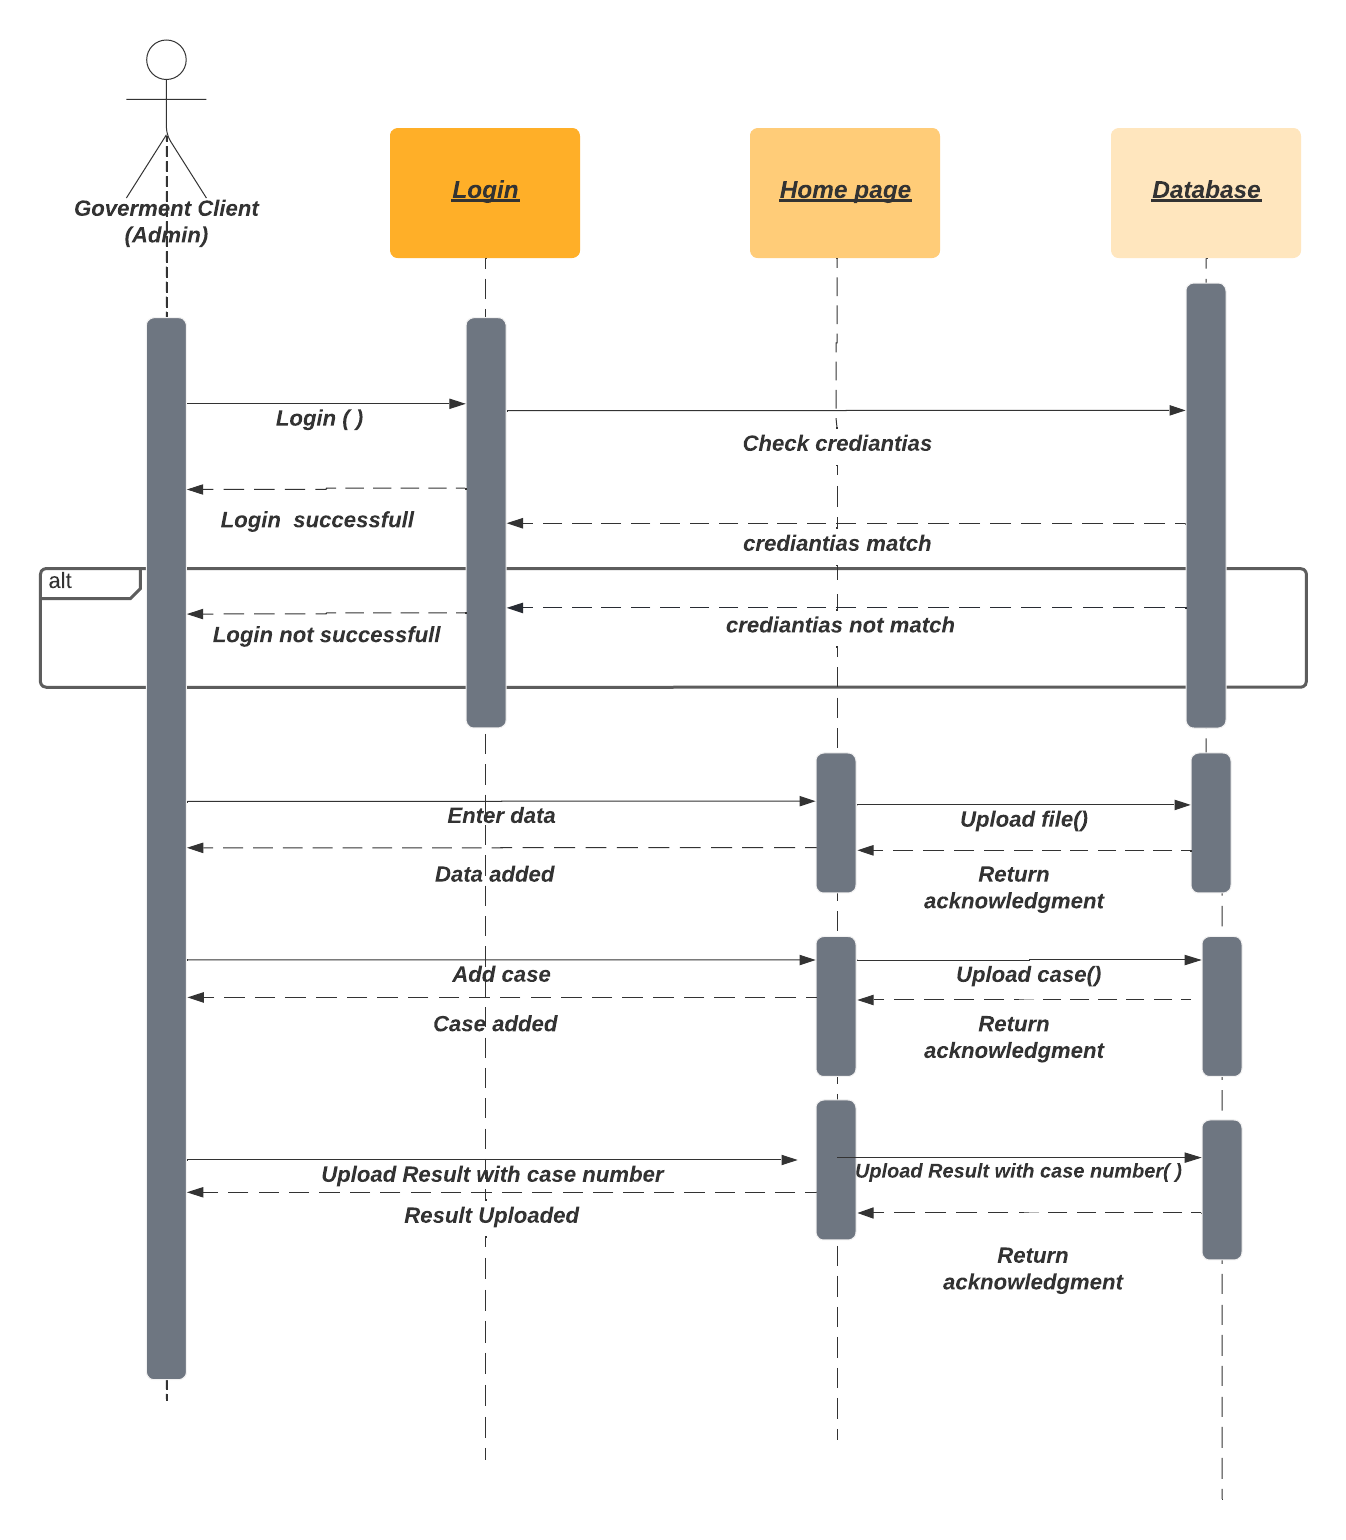 Goverment Client
(Admin)
Login
Home page
Database
Login ( )
Check crediantias
Login  successfull
crediantias match
alt
Login not successfull
crediantias not match
Enter data
Upload file()
Data added
Return
acknowledgment
Add case
Upload case()
Case added
Return
acknowledgment
Upload Result with case number
Upload Result with case number( )
Result Uploaded
Return
acknowledgment